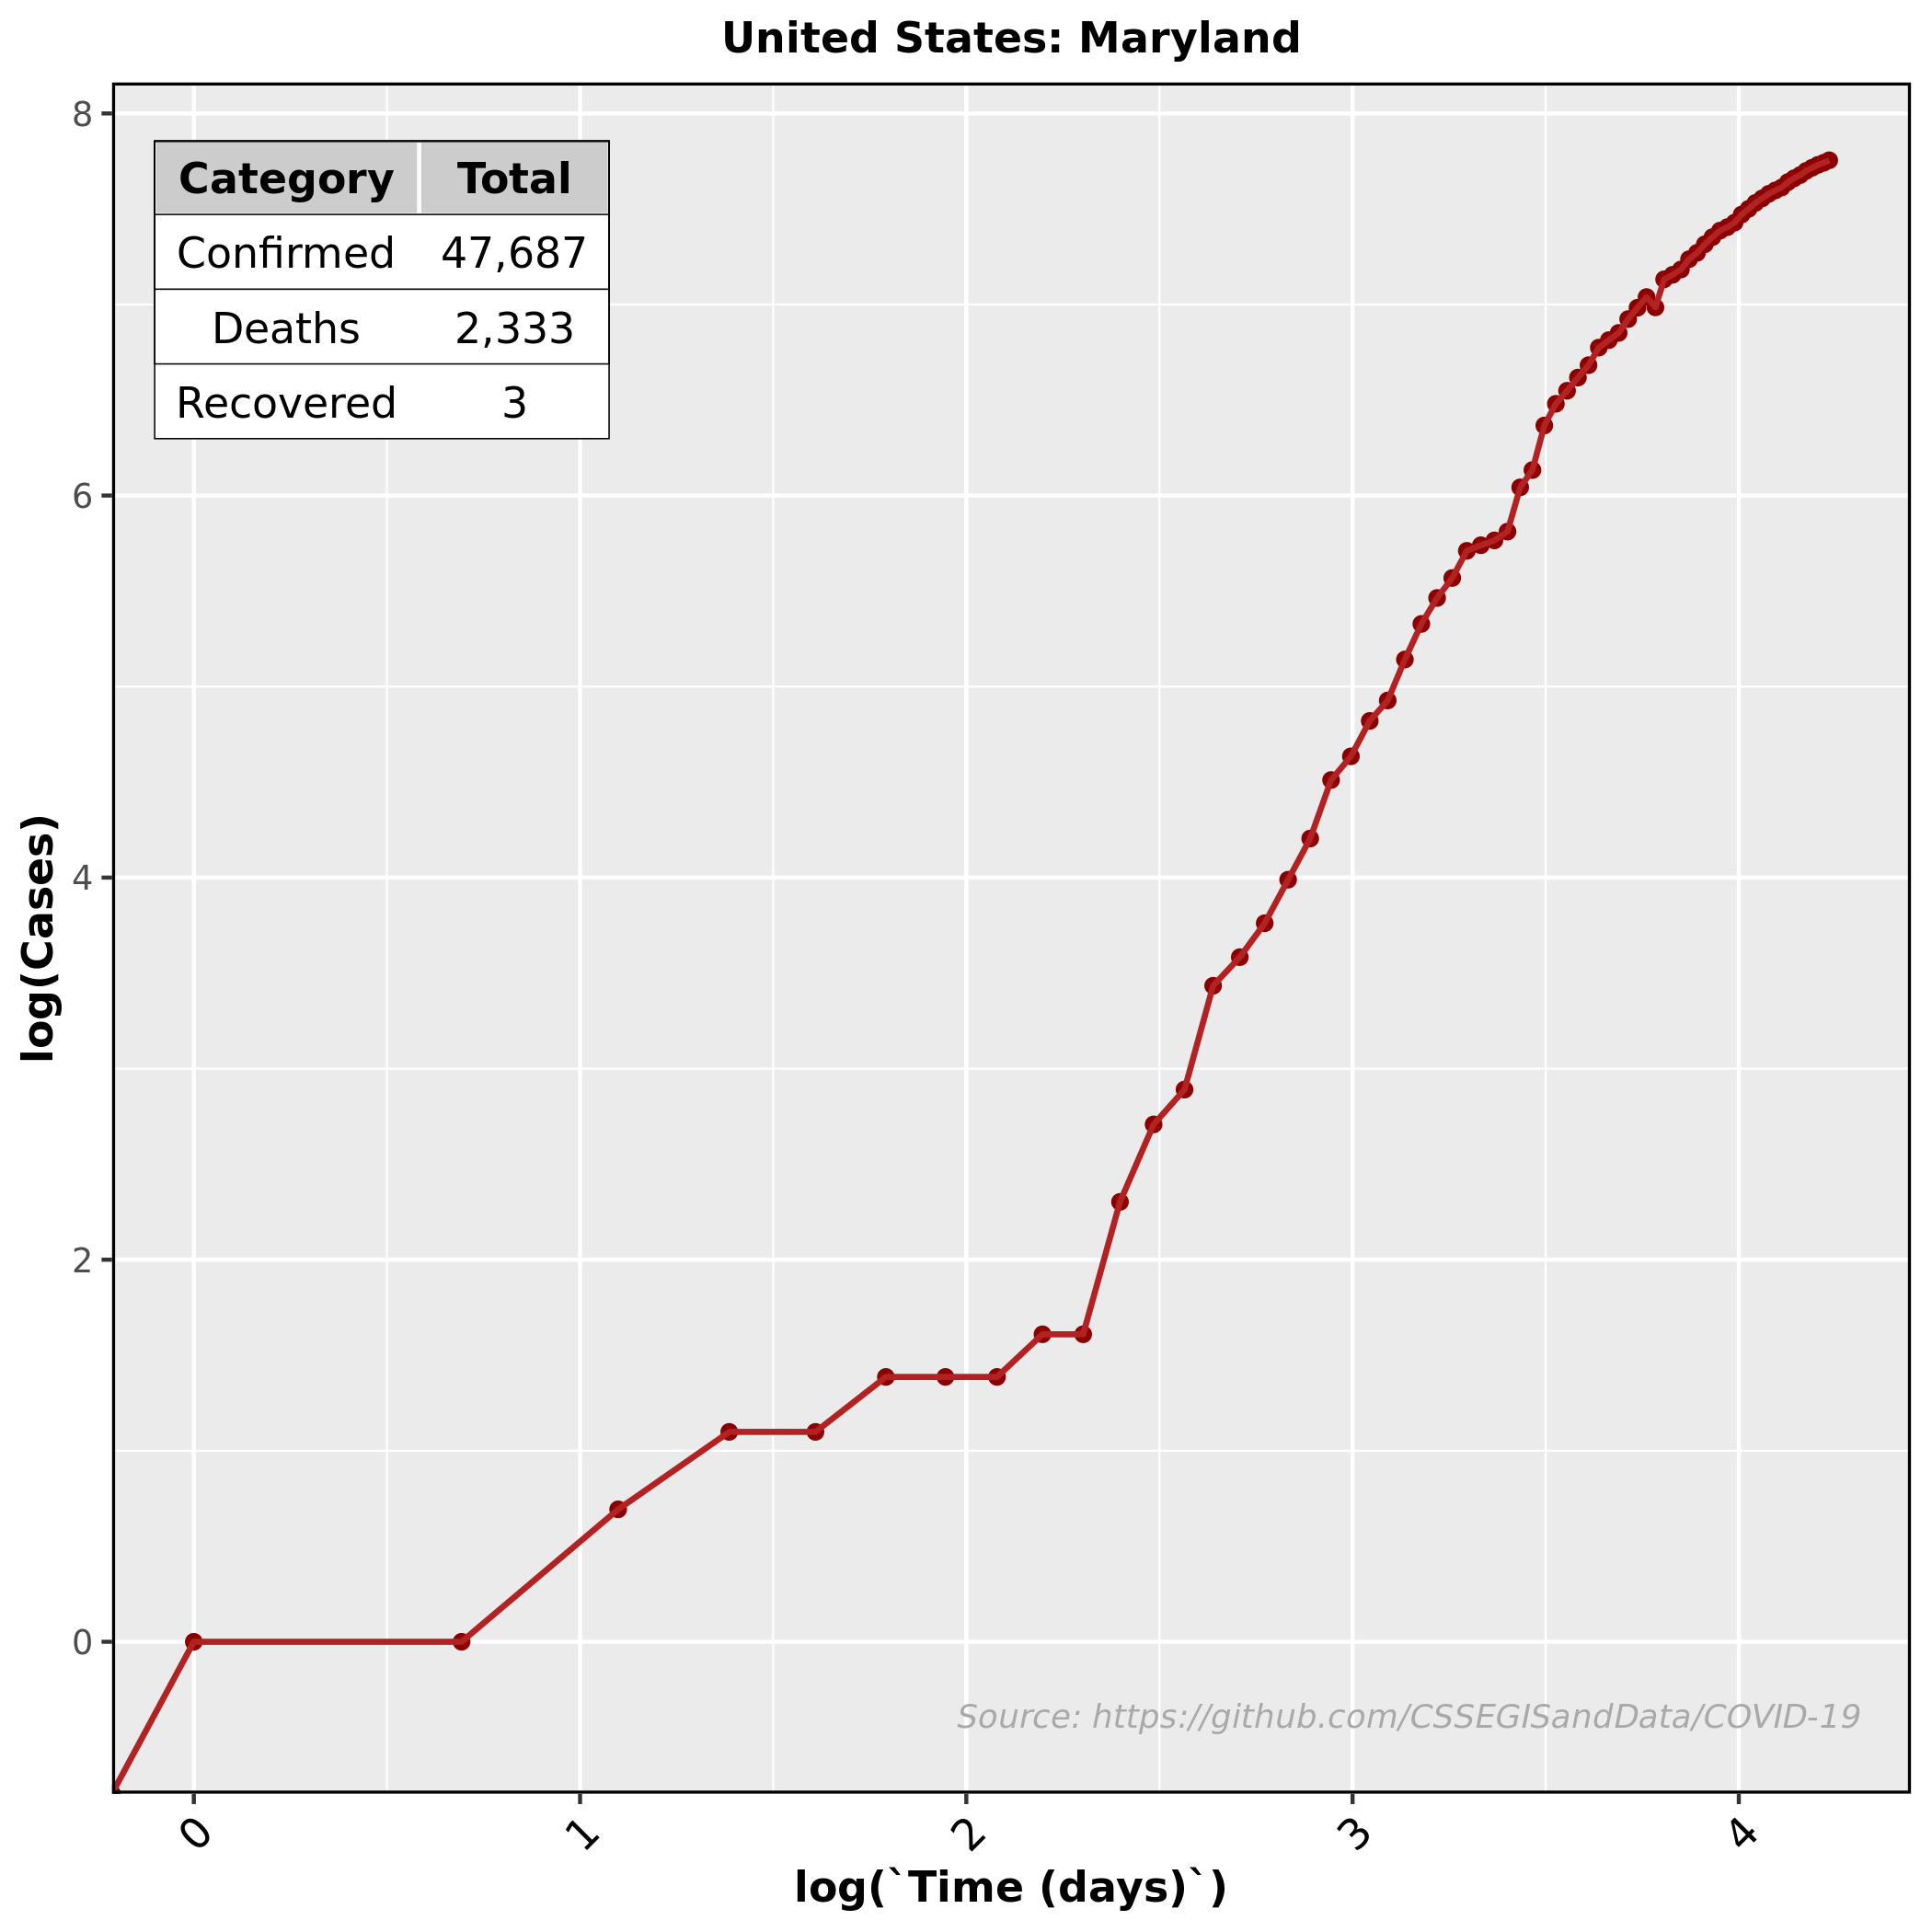 United States: Maryland
8
6
4
2
0
log(Cases)
Category Total
Confirmed 47,687
Deaths 2,333
Recovered 3
Source: https://github.com/CSSEGISandData/COVID-19
0 1 2 3 4
log(`Time (days)`)